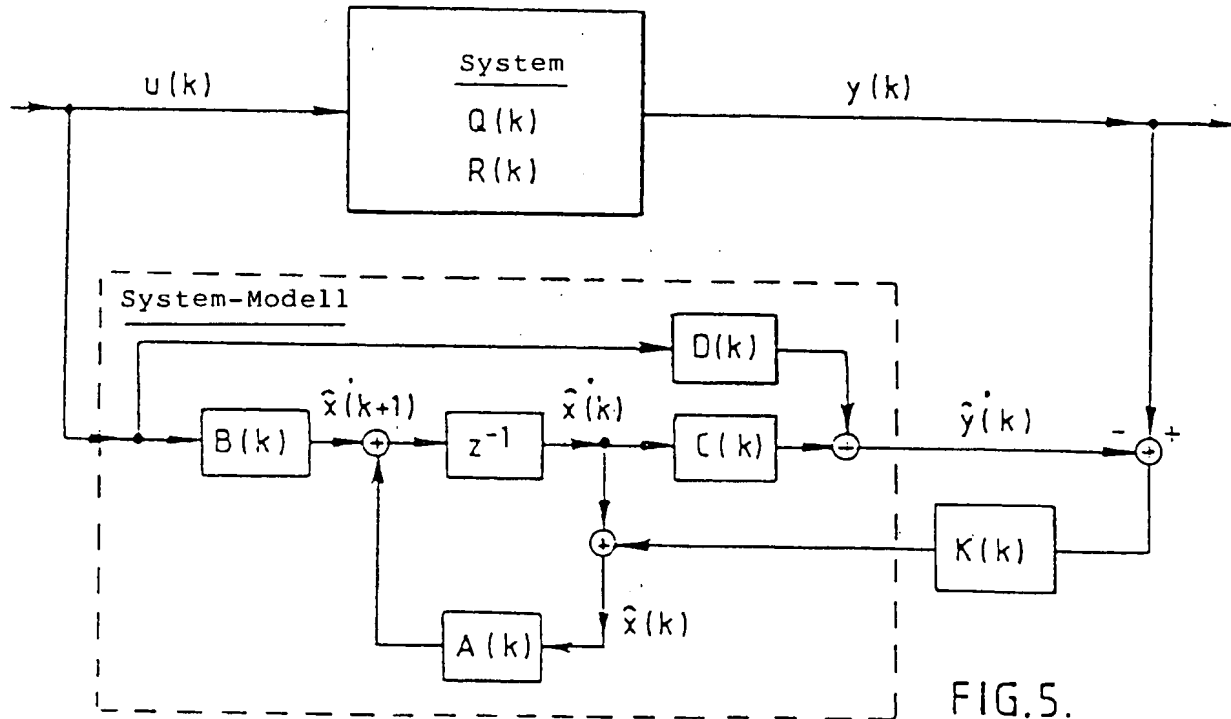 System
u(k)
y(k)
Q(k)
R(k)
System-Modell
D(k)
x̂̇(k+1)
x̂̇(k)
ŷ̇(k)
- +
B(k)
+
z⁻¹
C(k)
+
+
+
K(k)
x̂(k)
A(k)
FIG.5.